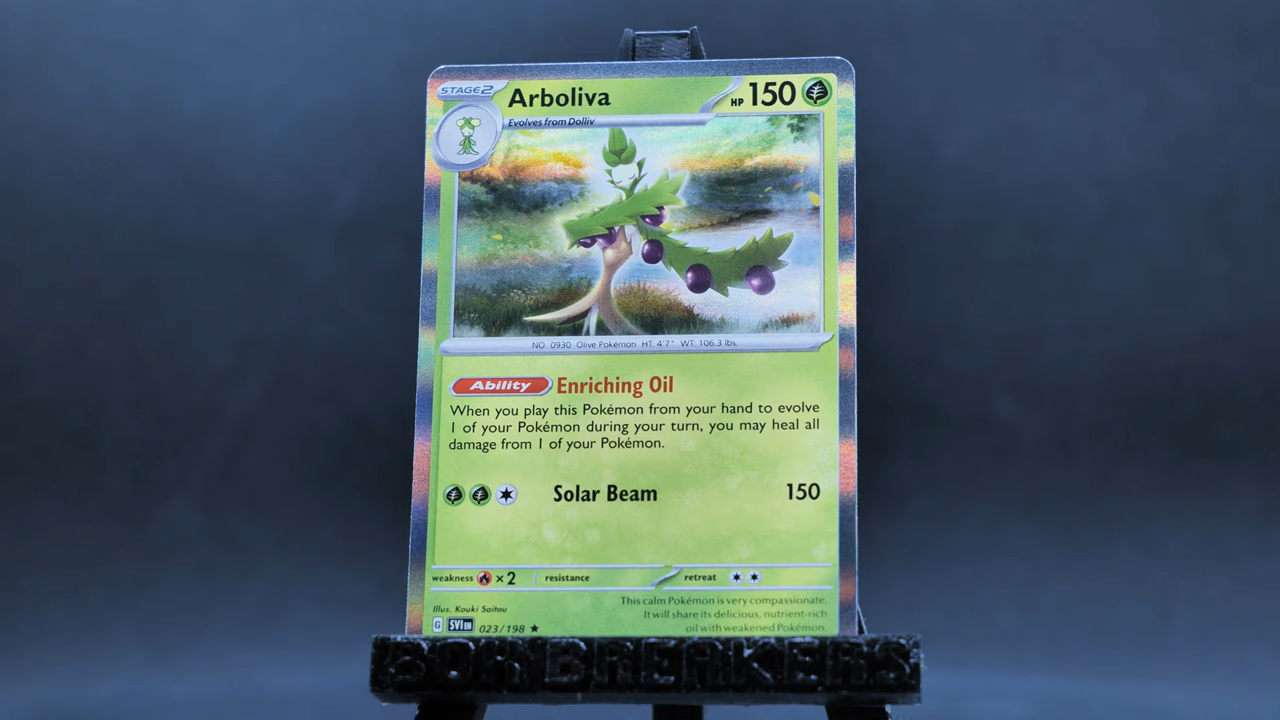 STAGE2
Arboliva
HP 150
Evolves from Dolliv
NO. 0930 Olive Pokémon HT. 4'7" WT. 106.3 lbs.
Ability Enriching Oil
When you play this Pokémon from your hand to evolve
1 of your Pokémon during your turn, you may heal all
damage from 1 of your Pokémon.
Solar Beam 150
weakness ×2 resistance retreat
Illus. Kouki Saitou
This calm Pokémon is very compassionate.
It will share its delicious, nutrient-rich
oil with weakened Pokémon.
G SVI EN 023/198
BOXBREAKERS